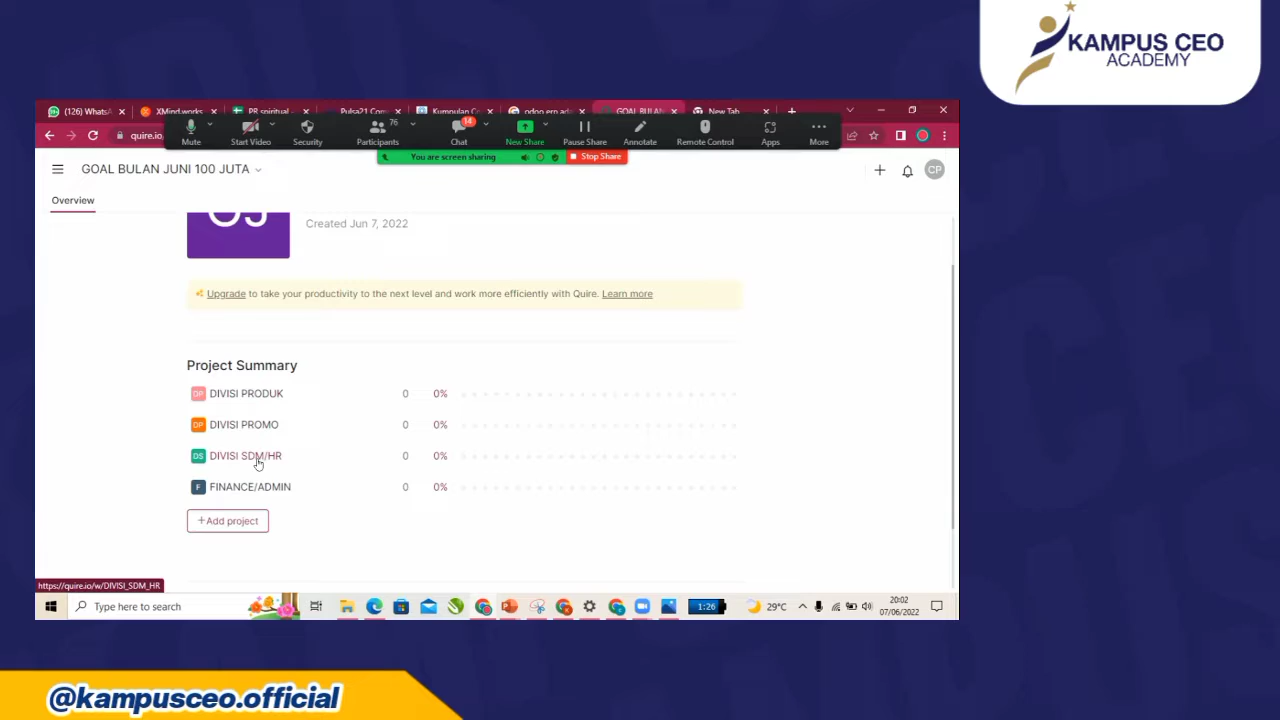 KAMPUS CEO
ACADEMY
(126) WhatsA
XMind.works
PR spiritual
Pulsa21 Cons
Kumpulan Co
odoo erp ada
GOAL BULAN
New Tab
quire.io
Mute
Start Video
Security
76
Participants
14
Chat
New Share
Pause Share
Annotate
Remote Control
Apps
More
You are screen sharing
Stop Share
GOAL BULAN JUNI 100 JUTA
CP
Overview
Created Jun 7, 2022
Upgrade to take your productivity to the next level and work more efficiently with Quire. Learn more
Project Summary
DP DIVISI PRODUK 0 0%
DP DIVISI PROMO 0 0%
DS DIVISI SDM/HR 0 0%
F FINANCE/ADMIN 0 0%
+Add project
https://quire.io/w/DIVISI_SDM_HR
Type here to search
1:26
29°C
20:02
07/06/2022
@kampusceo.official